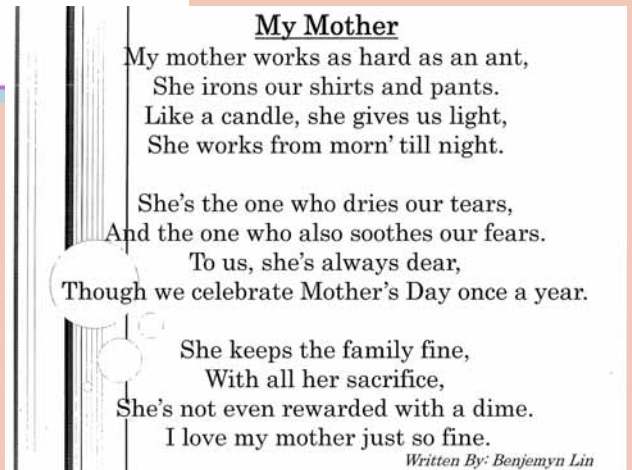 My Mother
My mother works as hard as an ant,
She irons our shirts and pants.
Like a candle, she gives us light,
She works from morn' till night.
She's the one who dries our tears,
And the one who also soothes our fears.
To us, she's always dear,
Though we celebrate Mother's Day once a year.
She keeps the family fine,
With all her sacrifice,
She's not even rewarded with a dime.
I love my mother just so fine.
Written By: Benjemyn Lin